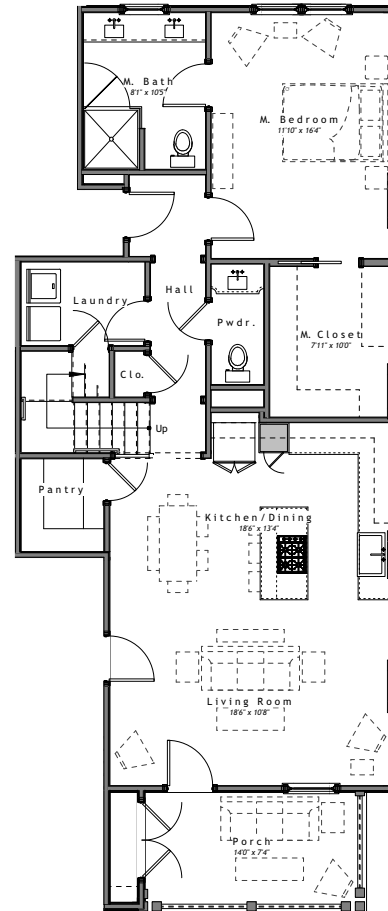 M. Bath
8'1" x 10'5"
M. Bedroom
11'10" x 16'4"
Laundry
Hall
Pwdr.
M. Closet
7'11" x 10'0"
Clo.
Up
Pantry
Kitchen/Dining
18'6" x 13'4"
Living Room
18'6" x 10'8"
Porch
14'0" x 7'4"